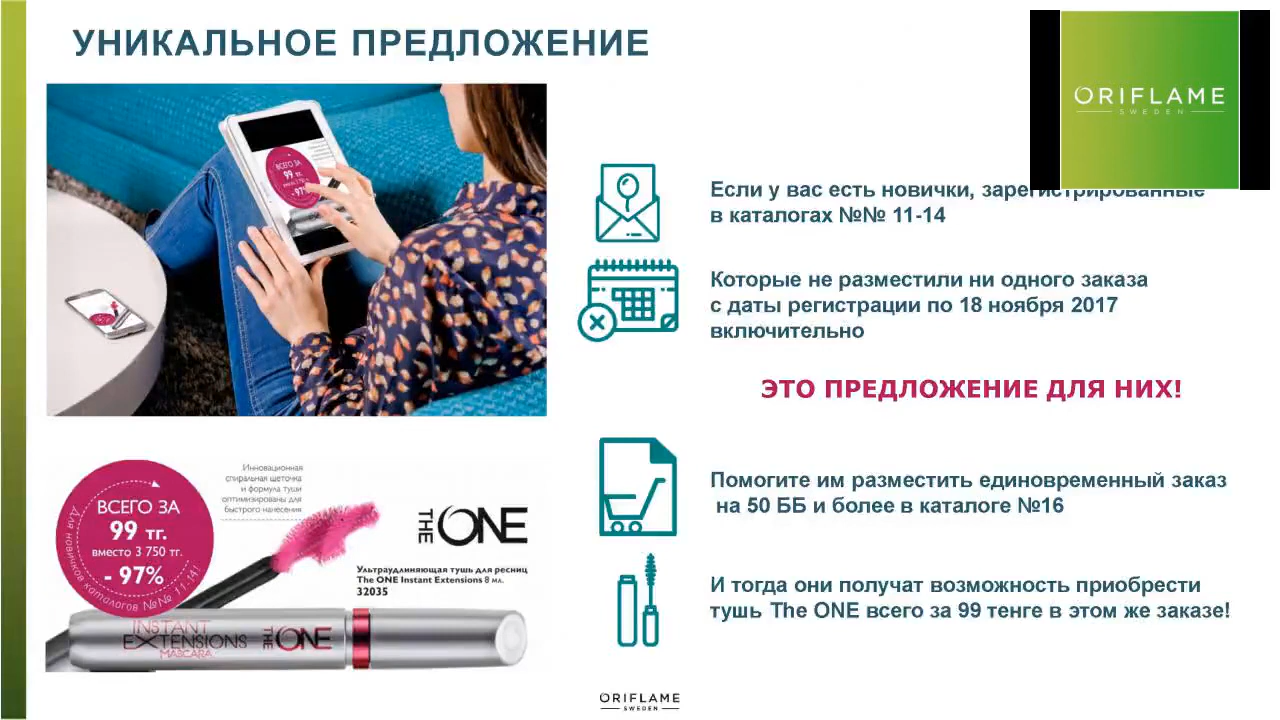 УНИКАЛЬНОЕ ПРЕДЛОЖЕНИЕ
ORIFLAME
SWEDEN
ВСЕГО ЗА
99 тг.
-97%
Если у вас есть новички, зарегистрированные
в каталогах №№ 11-14
Которые не разместили ни одного заказа
с даты регистрации по 18 ноября 2017
включительно
ЭТО ПРЕДЛОЖЕНИЕ ДЛЯ НИХ!
Помогите им разместить единовременный заказ
на 50 ББ и более в каталоге №16
И тогда они получат возможность приобрести
тушь The ONE всего за 99 тенге в этом же заказе!
Инновационная
спиральная щеточка
и формула туши
оптимизированы для
быстрого нанесения
ВСЕГО ЗА
99 тг.
вместо 3 750 тг.
- 97%
Для новичков каталогов №№ 11-14!
THE ONE
Ультраудлиняющая тушь для ресниц
The ONE Instant Extensions 8 мл.
32035
INSTANT
EXTENSIONS
MASCARA
THE ONE
ORIFLAME
SWEDEN